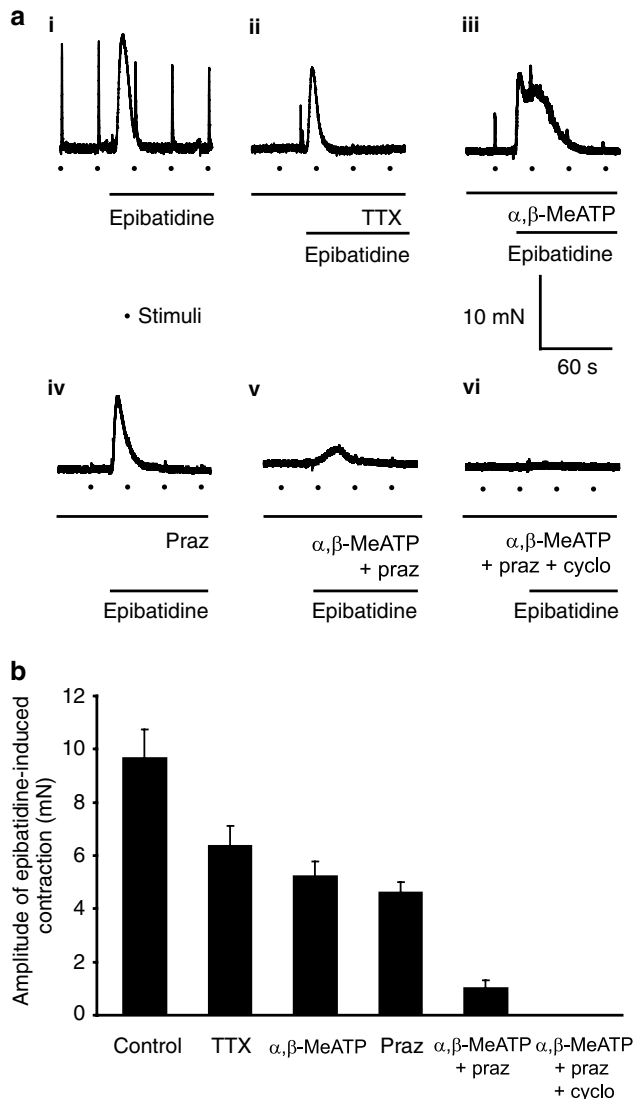 a
i
ii
iii
Epibatidine
TTX
Epibatidine
α,β-MeATP
Epibatidine
• Stimuli
10 mN
60 s
iv
v
vi
Praz
Epibatidine
α,β-MeATP
+ praz
Epibatidine
α,β-MeATP
+ praz + cyclo
Epibatidine
b
Amplitude of epibatidine-induced
contraction (mN)
12
10
8
6
4
2
0
Control
TTX
α,β-MeATP
Praz
α,β-MeATP
+ praz
α,β-MeATP
+ praz
+ cyclo